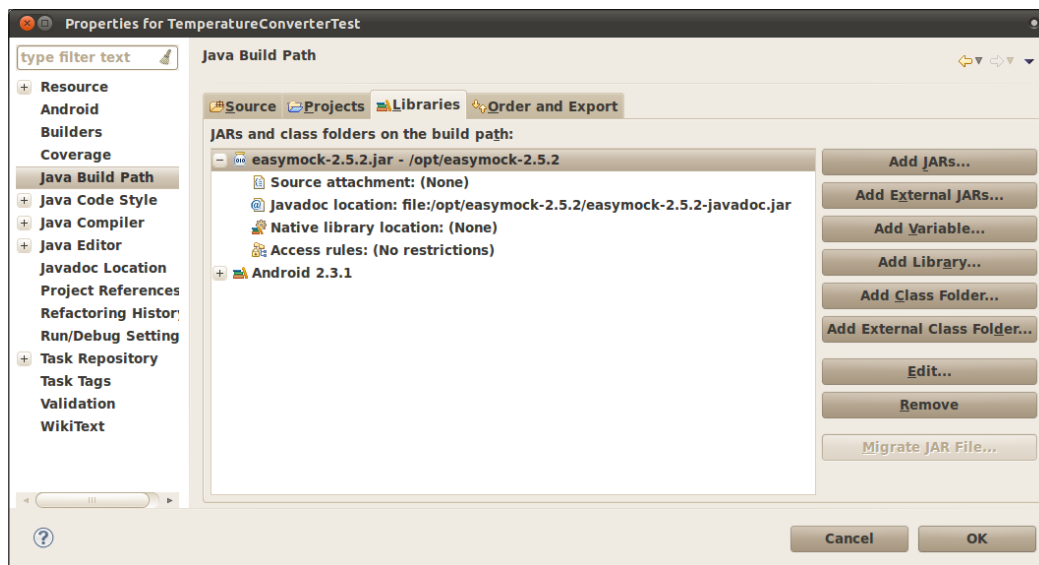 Properties for TemperatureConverterTest
type filter text
Resource
Android
Builders
Coverage
Java Build Path
Java Code Style
Java Compiler
Java Editor
Javadoc Location
Project References
Refactoring History
Run/Debug Setting
Task Repository
Task Tags
Validation
WikiText
Java Build Path
Source Projects Libraries Order and Export
JARs and class folders on the build path:
easymock-2.5.2.jar - /opt/easymock-2.5.2
Source attachment: (None)
Javadoc location: file:/opt/easymock-2.5.2/easymock-2.5.2-javadoc.jar
Native library location: (None)
Access rules: (No restrictions)
Android 2.3.1
Add JARs...
Add External JARs...
Add Variable...
Add Library...
Add Class Folder...
Add External Class Folder...
Edit...
Remove
Migrate JAR File...
Cancel OK